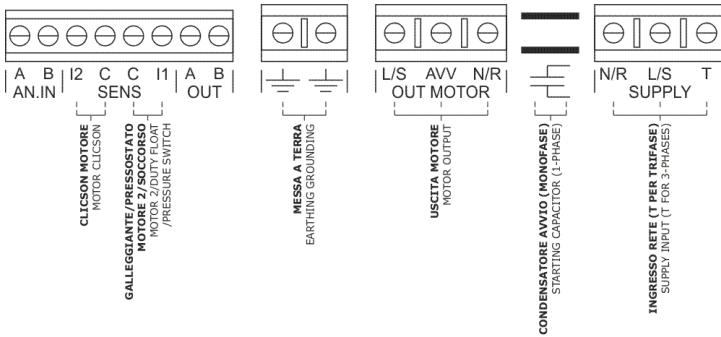 A B I2 C C I1 A B
AN.IN SENS OUT
L/S AVV N/R
OUT MOTOR
N/R L/S T
SUPPLY
CLICSON MOTORE
MOTOR CLICSON
GALLEGGIANTE/PRESSOSTATO
MOTORE 2/SOCCORSO
MOTOR 2/DUTY FLOAT
/PRESSURE SWITCH
MESSA A TERRA
EARTHING GROUNDING
USCITA MOTORE
MOTOR OUTPUT
CONDENSATORE AVVIO (MONOFASE)
STARTING CAPACITOR (1-PHASE)
INGRESSO RETE (T PER TRIFASE)
SUPPLY INPUT (T FOR 3-PHASES)